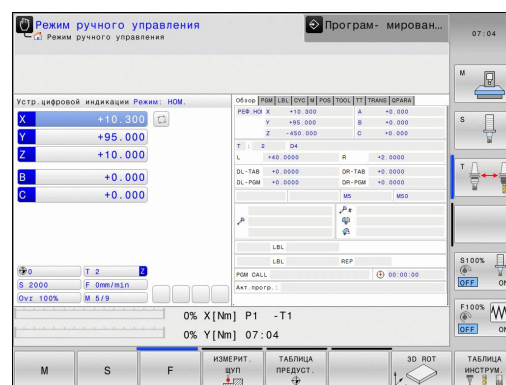 Режим ручного управления
Режим ручного управления
Програм- мирован...
07:04
Устр.цифровой индикации Режим: НОМ.
X +10.300
Y +95.000
Z +10.000
B +0.000
C +0.000
0 T 2 Z
S 2000 F 0mm/min
Ovr 100% M 5/9
Обзор PGM LBL CYC M POS TOOL TT TRANS QPARA
РЕФ НОМ X +10.300 A +0.000
Y +95.000 B +0.000
Z -450.000 C +0.000
T : 2 D4
L +40.0000 R +2.0000
DL-TAB +0.0000 DR-TAB +0.0000
DL-PGM +0.0000 DR-PGM +0.0000
M5 M50
P#
LBL
LBL REP
PGM CALL 00:00:00
Акт.прогр.:
0% X[Nm] P1 -T1
0% Y[Nm] 07:04
M
S
T
S100%
OFF ON
F100%
OFF ON
M
S
F
ИЗМЕРИТ. ЩУП
ТАБЛИЦА ПРЕДУСТ.
3D ROT
ТАБЛИЦА ИНСТРУМ.